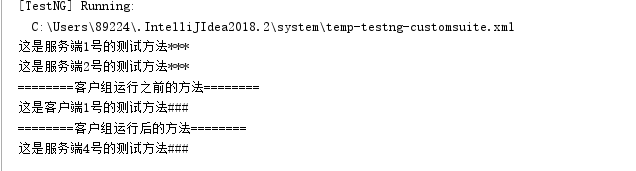 [TestNG] Running:
C:\Users\89224\.IntelliJIdea2018.2\system\temp-testng-customsuite.xml
这是服务端1号的测试方法***
这是服务端2号的测试方法***
========客户组运行之前的方法========
这是客户端1号的测试方法###
========客户组运行后的方法========
这是服务端4号的测试方法###